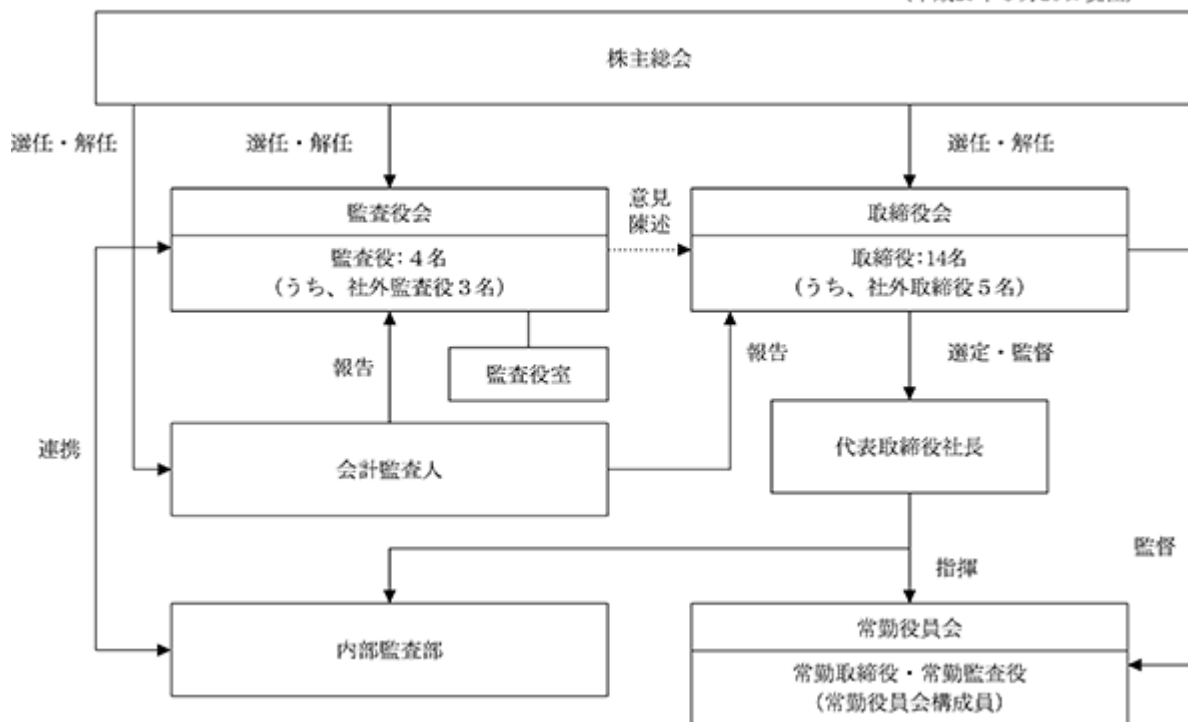 株主総会
選任・解任
選任・解任
選任・解任
監査役会
意見
陳述
取締役会
監査役：４名
（うち、社外監査役３名）
取締役：14名
（うち、社外取締役５名）
報告
監査役室
報告
選定・監督
連携
会計監査人
代表取締役社長
指揮
監督
内部監査部
常勤役員会
常勤取締役・常勤監査役
（常勤役員会構成員）